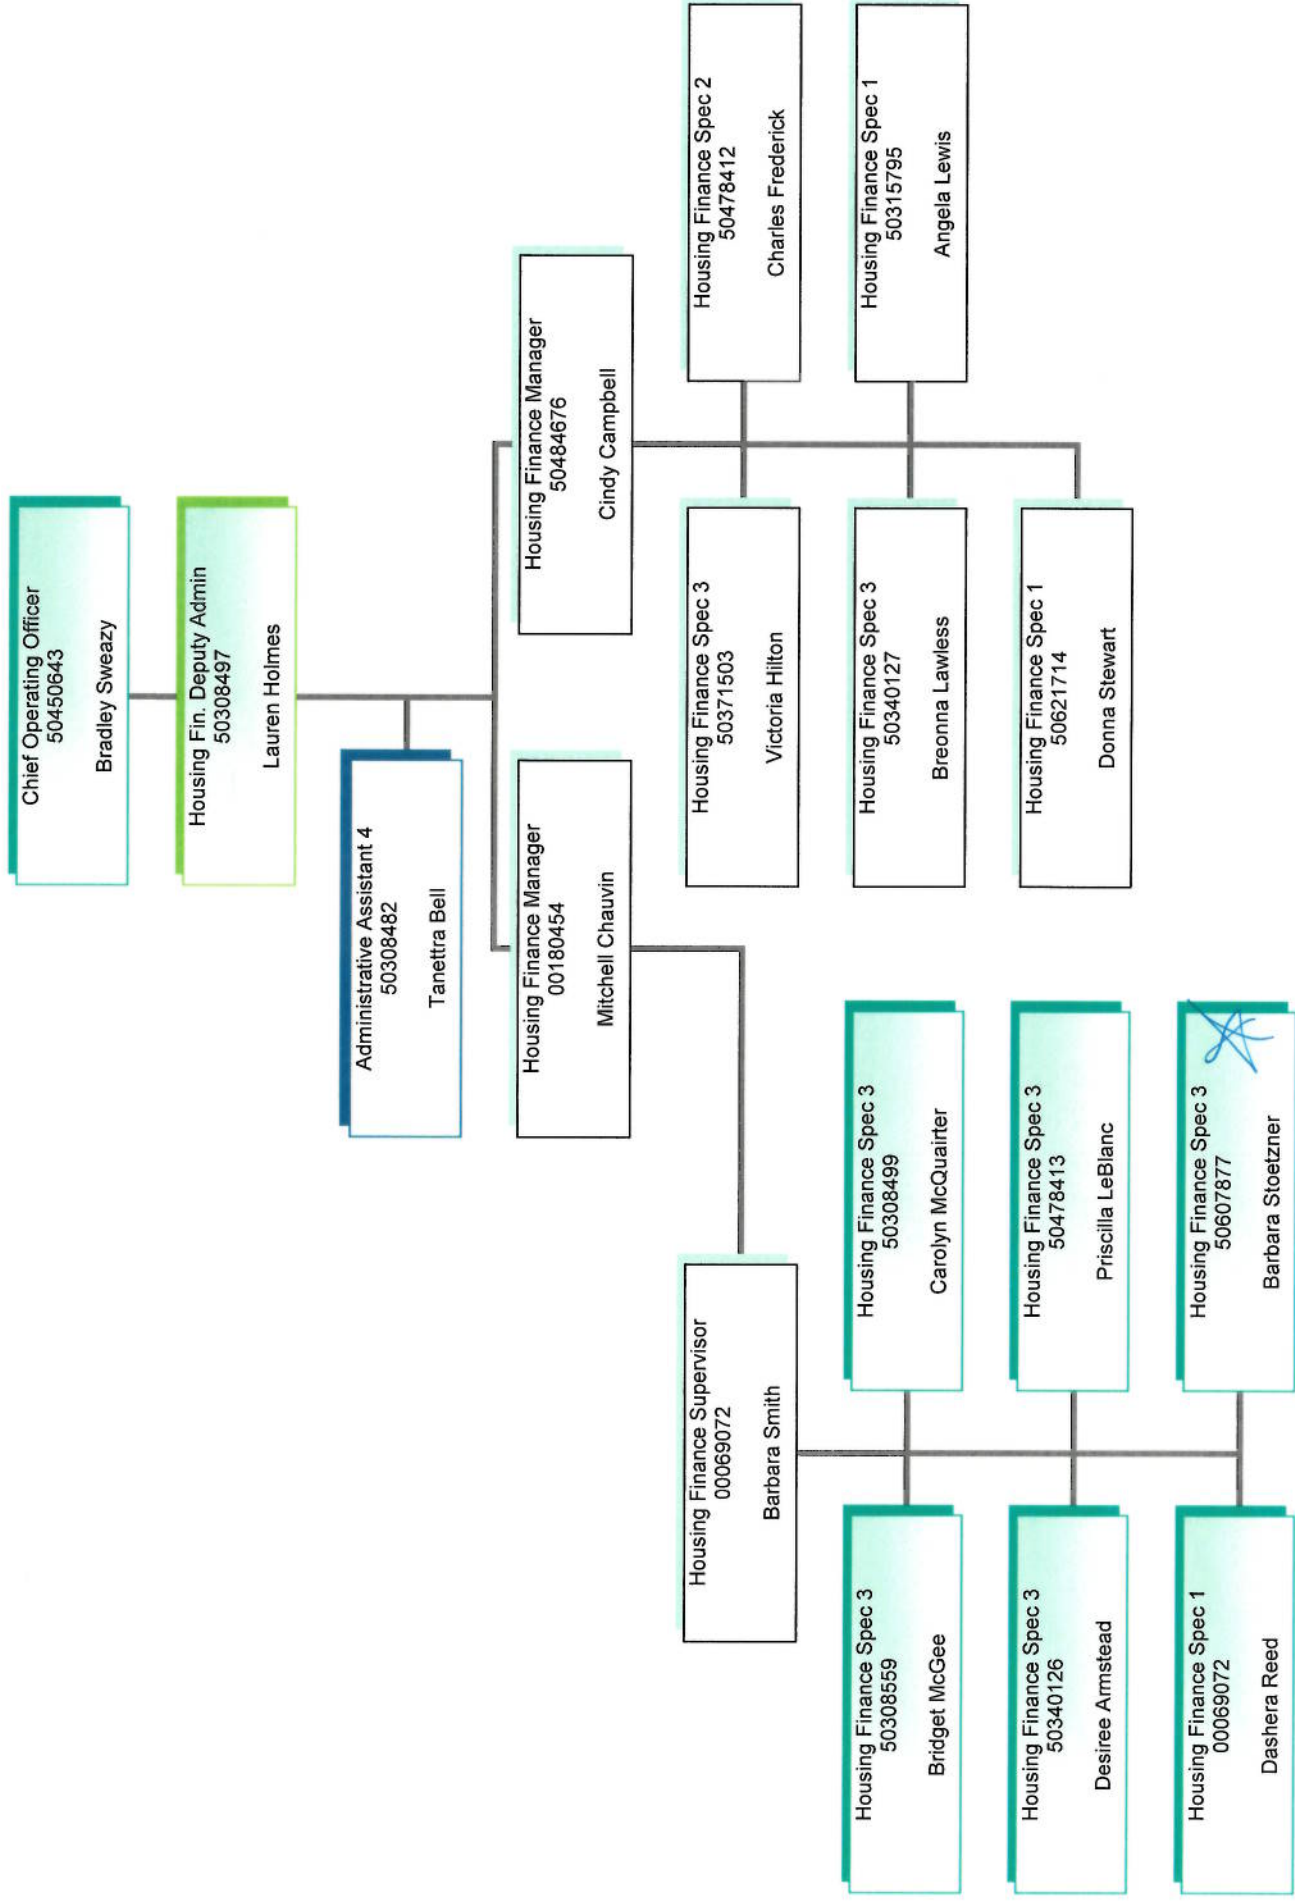 Chief Operating Officer
50450643
Bradley Sweazy
Housing Fin. Deputy Admin
50308497
Lauren Holmes
Administrative Assistant 4
50308482
Tanettra Bell
Housing Finance Manager
00180454
Mitchell Chauvin
Housing Finance Manager
50484676
Cindy Campbell
Housing Finance Supervisor
00069072
Barbara Smith
Housing Finance Spec 3
50371503
Victoria Hilton
Housing Finance Spec 2
50478412
Charles Frederick
Housing Finance Spec 3
50308559
Bridget McGee
Housing Finance Spec 3
50308499
Carolyn McQuairter
Housing Finance Spec 3
50340127
Breonna Lawless
Housing Finance Spec 1
50315795
Angela Lewis
Housing Finance Spec 3
50340126
Desiree Armstead
Housing Finance Spec 3
50478413
Priscilla LeBlanc
Housing Finance Spec 1
50621714
Donna Stewart
Housing Finance Spec 1
00069072
Dashera Reed
Housing Finance Spec 3
50607877
Barbara Stoetzner